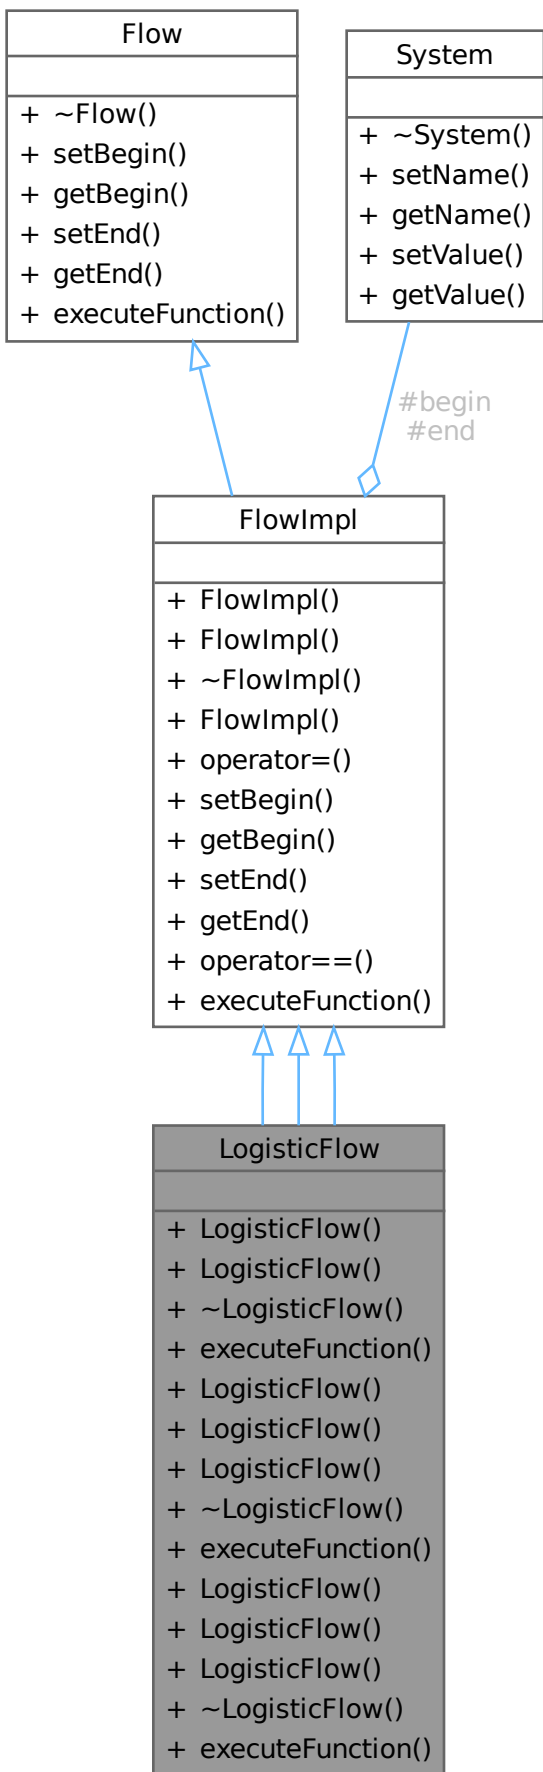 Flow
+ ~Flow()
+ setBegin()
+ getBegin()
+ setEnd()
+ getEnd()
+ executeFunction()
System
+ ~System()
+ setName()
+ getName()
+ setValue()
+ getValue()
#begin
#end
FlowImpl
+ FlowImpl()
+ FlowImpl()
+ ~FlowImpl()
+ FlowImpl()
+ operator=()
+ setBegin()
+ getBegin()
+ setEnd()
+ getEnd()
+ operator==()
+ executeFunction()
LogisticFlow
+ LogisticFlow()
+ LogisticFlow()
+ ~LogisticFlow()
+ executeFunction()
+ LogisticFlow()
+ LogisticFlow()
+ LogisticFlow()
+ ~LogisticFlow()
+ executeFunction()
+ LogisticFlow()
+ LogisticFlow()
+ LogisticFlow()
+ ~LogisticFlow()
+ executeFunction()